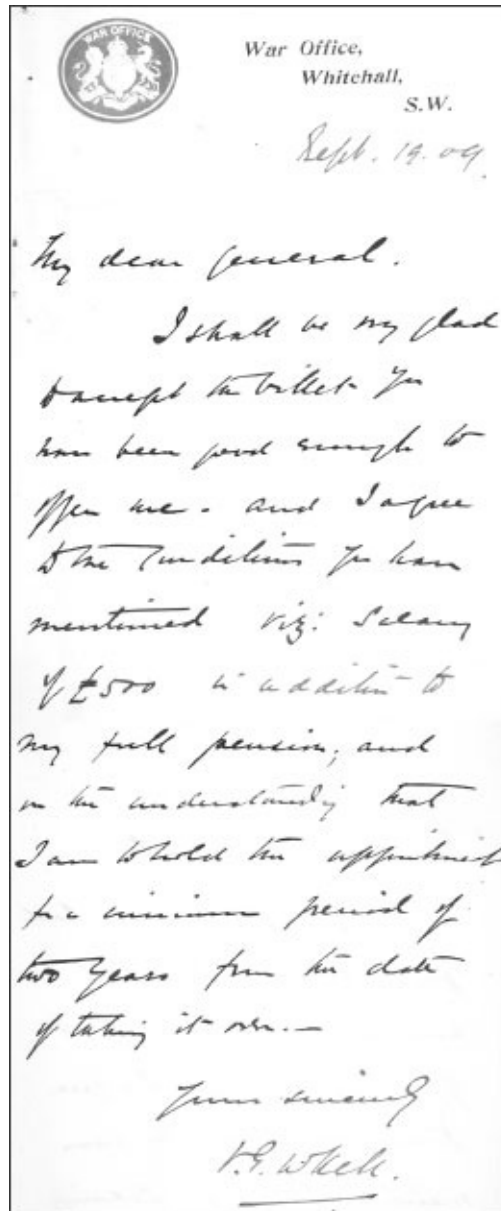 WAR OFFICE
War Office,
Whitehall,
S.W.
Sept. 19. 09.
My dear General.
I shall be very glad
to accept the billet you
have been good enough to
offer me. and I agree
to the conditions you have
mentioned viz: Salary
of £500 in addition to
my full pension; and
on the understanding that
I am to hold the appointment
for a minimum period of
two years from the date
of taking it over.—
Yours sincerely
V.G.W. Kell.